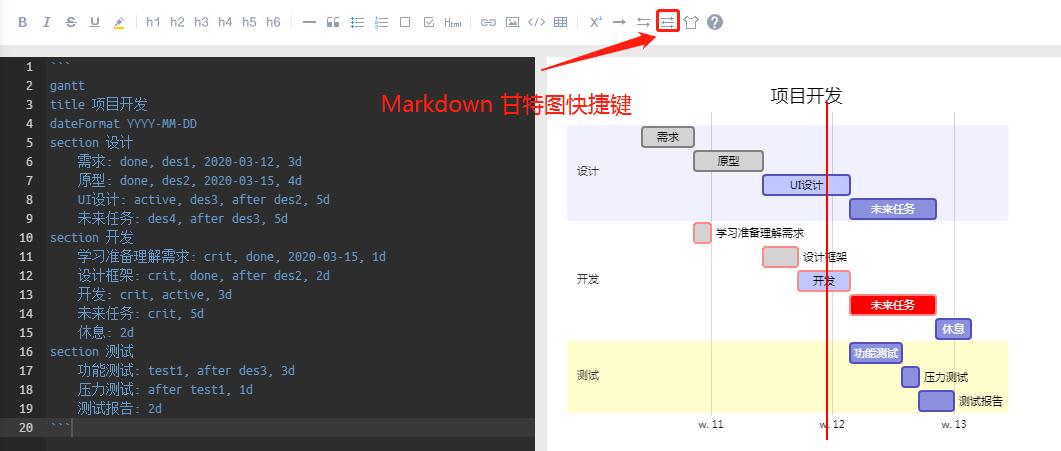 B I S U h1 h2 h3 h4 h5 h6 Html X² ?
Markdown 甘特图快捷键
1 ```
2 gantt
3 title 项目开发
4 dateFormat YYYY-MM-DD
5 section 设计
6 需求: done, des1, 2020-03-12, 3d
7 原型: done, des2, 2020-03-15, 4d
8 UI设计: active, des3, after des2, 5d
9 未来任务: des4, after des3, 5d
10 section 开发
11 学习准备理解需求: crit, done, 2020-03-15, 1d
12 设计框架: crit, done, after des2, 2d
13 开发: crit, active, 3d
14 未来任务: crit, 5d
15 休息: 2d
16 section 测试
17 功能测试: test1, after des3, 3d
18 压力测试: after test1, 1d
19 测试报告: 2d
20 ```
项目开发
需求
原型
设计
UI设计
未来任务
学习准备理解需求
设计框架
开发
开发
未来任务
休息
功能测试
测试
压力测试
测试报告
w. 11 w. 12 w. 13